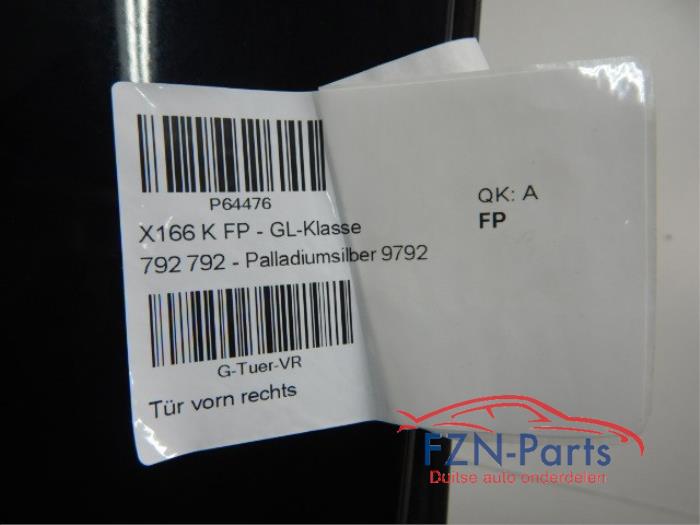 P64476
X166 K FP - GL-Klasse
792 792 - Palladiumsilber 9792
G-Tuer-VR
Tür vorn rechts
QK: A
FP
FZN-Parts
Duitse auto onderdelen